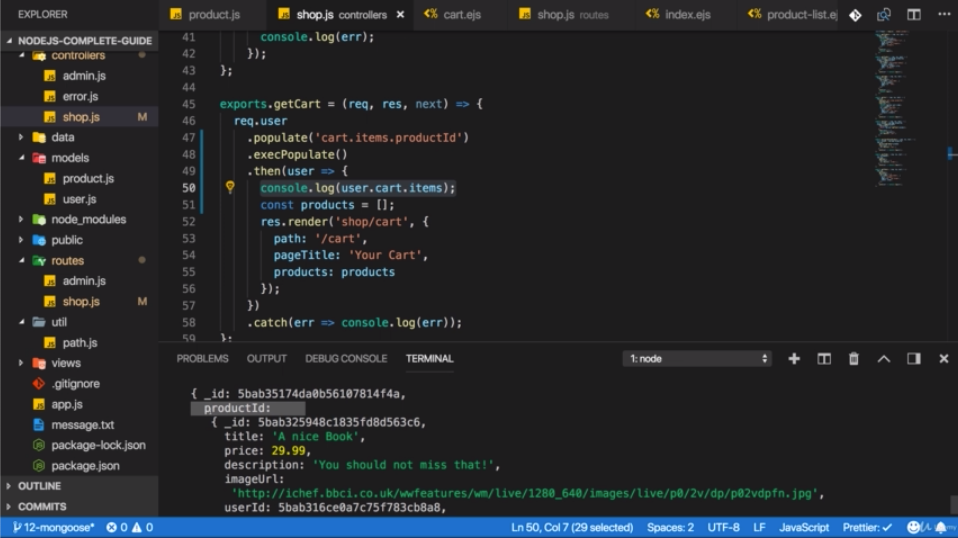 EXPLORER
product.js
shop.js controllers
cart.ejs
shop.js routes
index.ejs
product-list.ej
NODEJS-COMPLETE-GUIDE
controllers
admin.js
error.js
shop.js M
data
models
product.js
user.js
node_modules
public
routes
admin.js
shop.js M
util
path.js
views
.gitignore
app.js
message.txt
package-lock.json
package.json
OUTLINE
COMMITS
41 console.log(err);
42 });
43 };
44
45 exports.getCart = (req, res, next) => {
46 req.user
47 .populate('cart.items.productId')
48 .execPopulate()
49 .then(user => {
50 console.log(user.cart.items);
51 const products = [];
52 res.render('shop/cart', {
53 path: '/cart',
54 pageTitle: 'Your Cart',
55 products: products
56 });
57 })
58 .catch(err => console.log(err));
59 };
PROBLEMS OUTPUT DEBUG CONSOLE TERMINAL 1: node
{ _id: 5bab35174da0b56107814f4a,
productId:
{ _id: 5bab325948c1835fd8d563c6,
title: 'A nice Book',
price: 29.99,
description: 'You should not miss that!',
imageUrl:
'http://ichef.bbci.co.uk/wwfeatures/wm/live/1280_640/images/live/p0/2v/dp/p02vdpfn.jpg',
userId: 5bab316ce0a7c75f783cb8a8,
12-mongoose* 0 0 Ln 50, Col 7 (29 selected) Spaces: 2 UTF-8 LF JavaScript Prettier: ✓